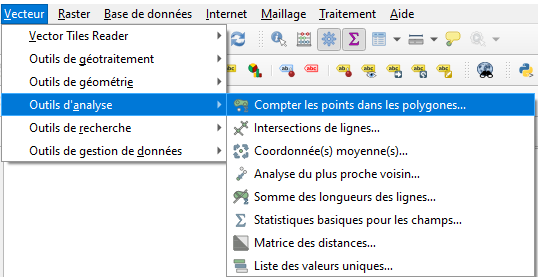 Vecteur Raster Base de données Internet Maillage Traitement Aide
Vector Tiles Reader
Outils de géotraitement
Outils de géométrie
Outils d'analyse
Outils de recherche
Outils de gestion de données
Compter les points dans les polygones...
Intersections de lignes...
Coordonnée(s) moyenne(s)...
Analyse du plus proche voisin...
Somme des longueurs des lignes...
Statistiques basiques pour les champs...
Matrice des distances...
Liste des valeurs uniques...